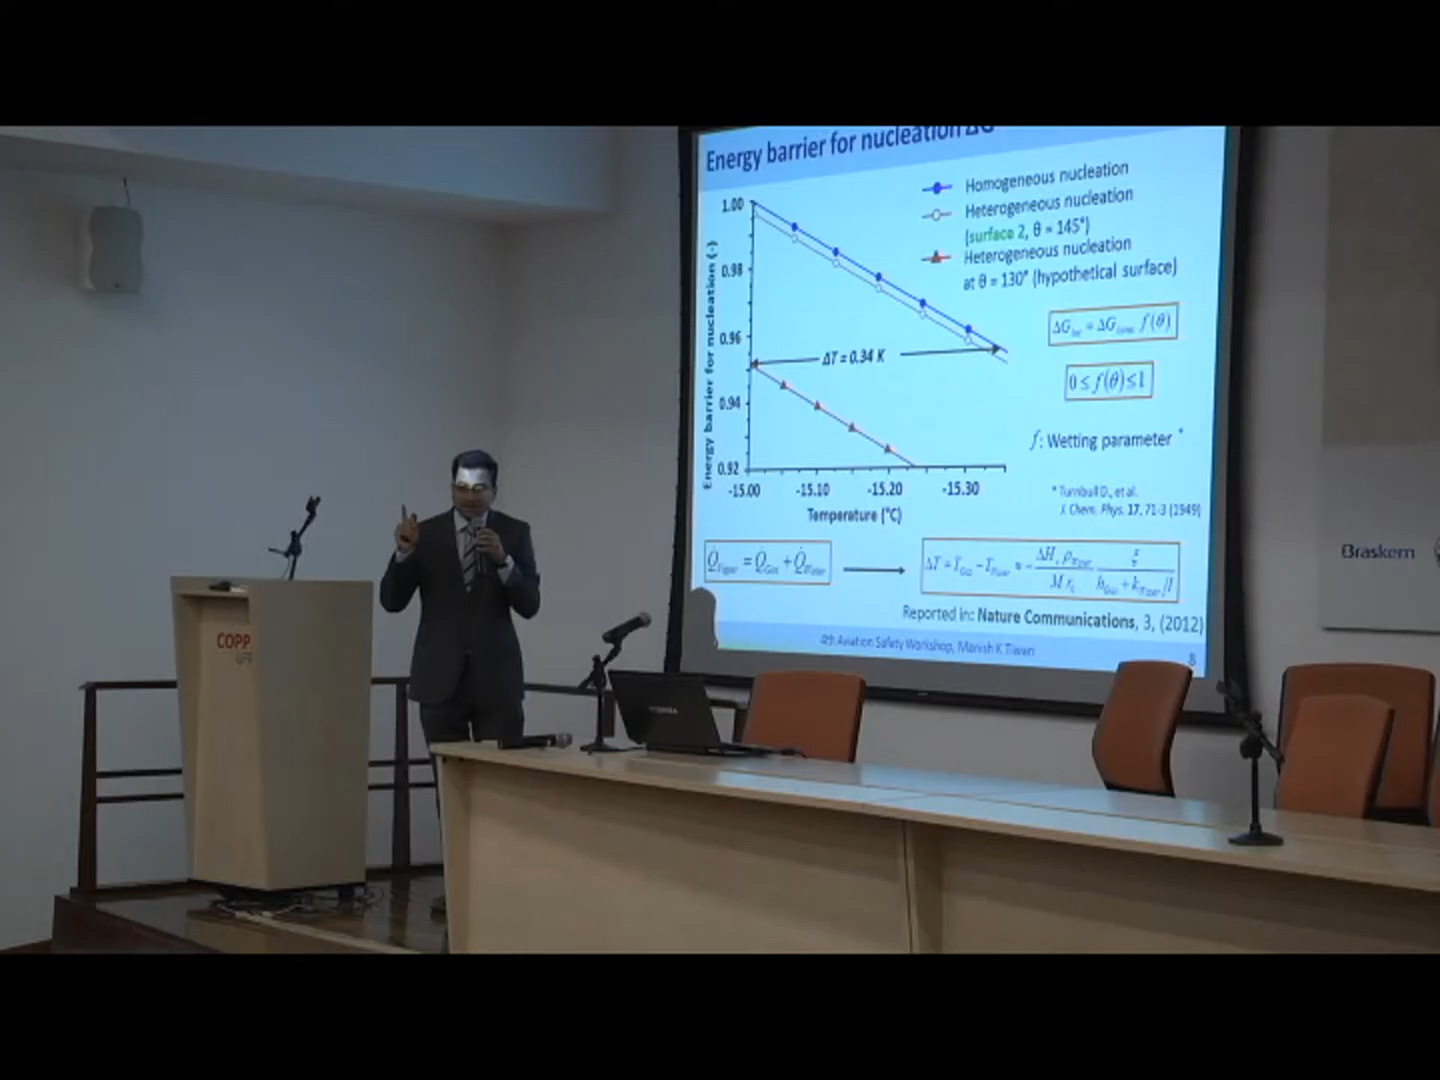 Energy barrier for nucleation ΔG
Homogeneous nucleation
Heterogeneous nucleation
(surface 2, θ = 145°)
Heterogeneous nucleation
at θ = 130° (hypothetical surface)
1.00
0.98
0.96
0.94
0.92
Energy barrier for nucleation (-)
ΔT = 0.34 K
-15.00 -15.10 -15.20 -15.30
Temperature (°C)
0 ≤ f(θ) ≤ 1
f: Wetting parameter *
* Turnbull D., et al.
J. Chem. Phys. 17, 71-3 (1949)
Reported in: Nature Communications, 3, (2012)
4th Aviation Safety Workshop, Manish K Tiwari
8
COPP
UFR
Braskem
TOSHIBA